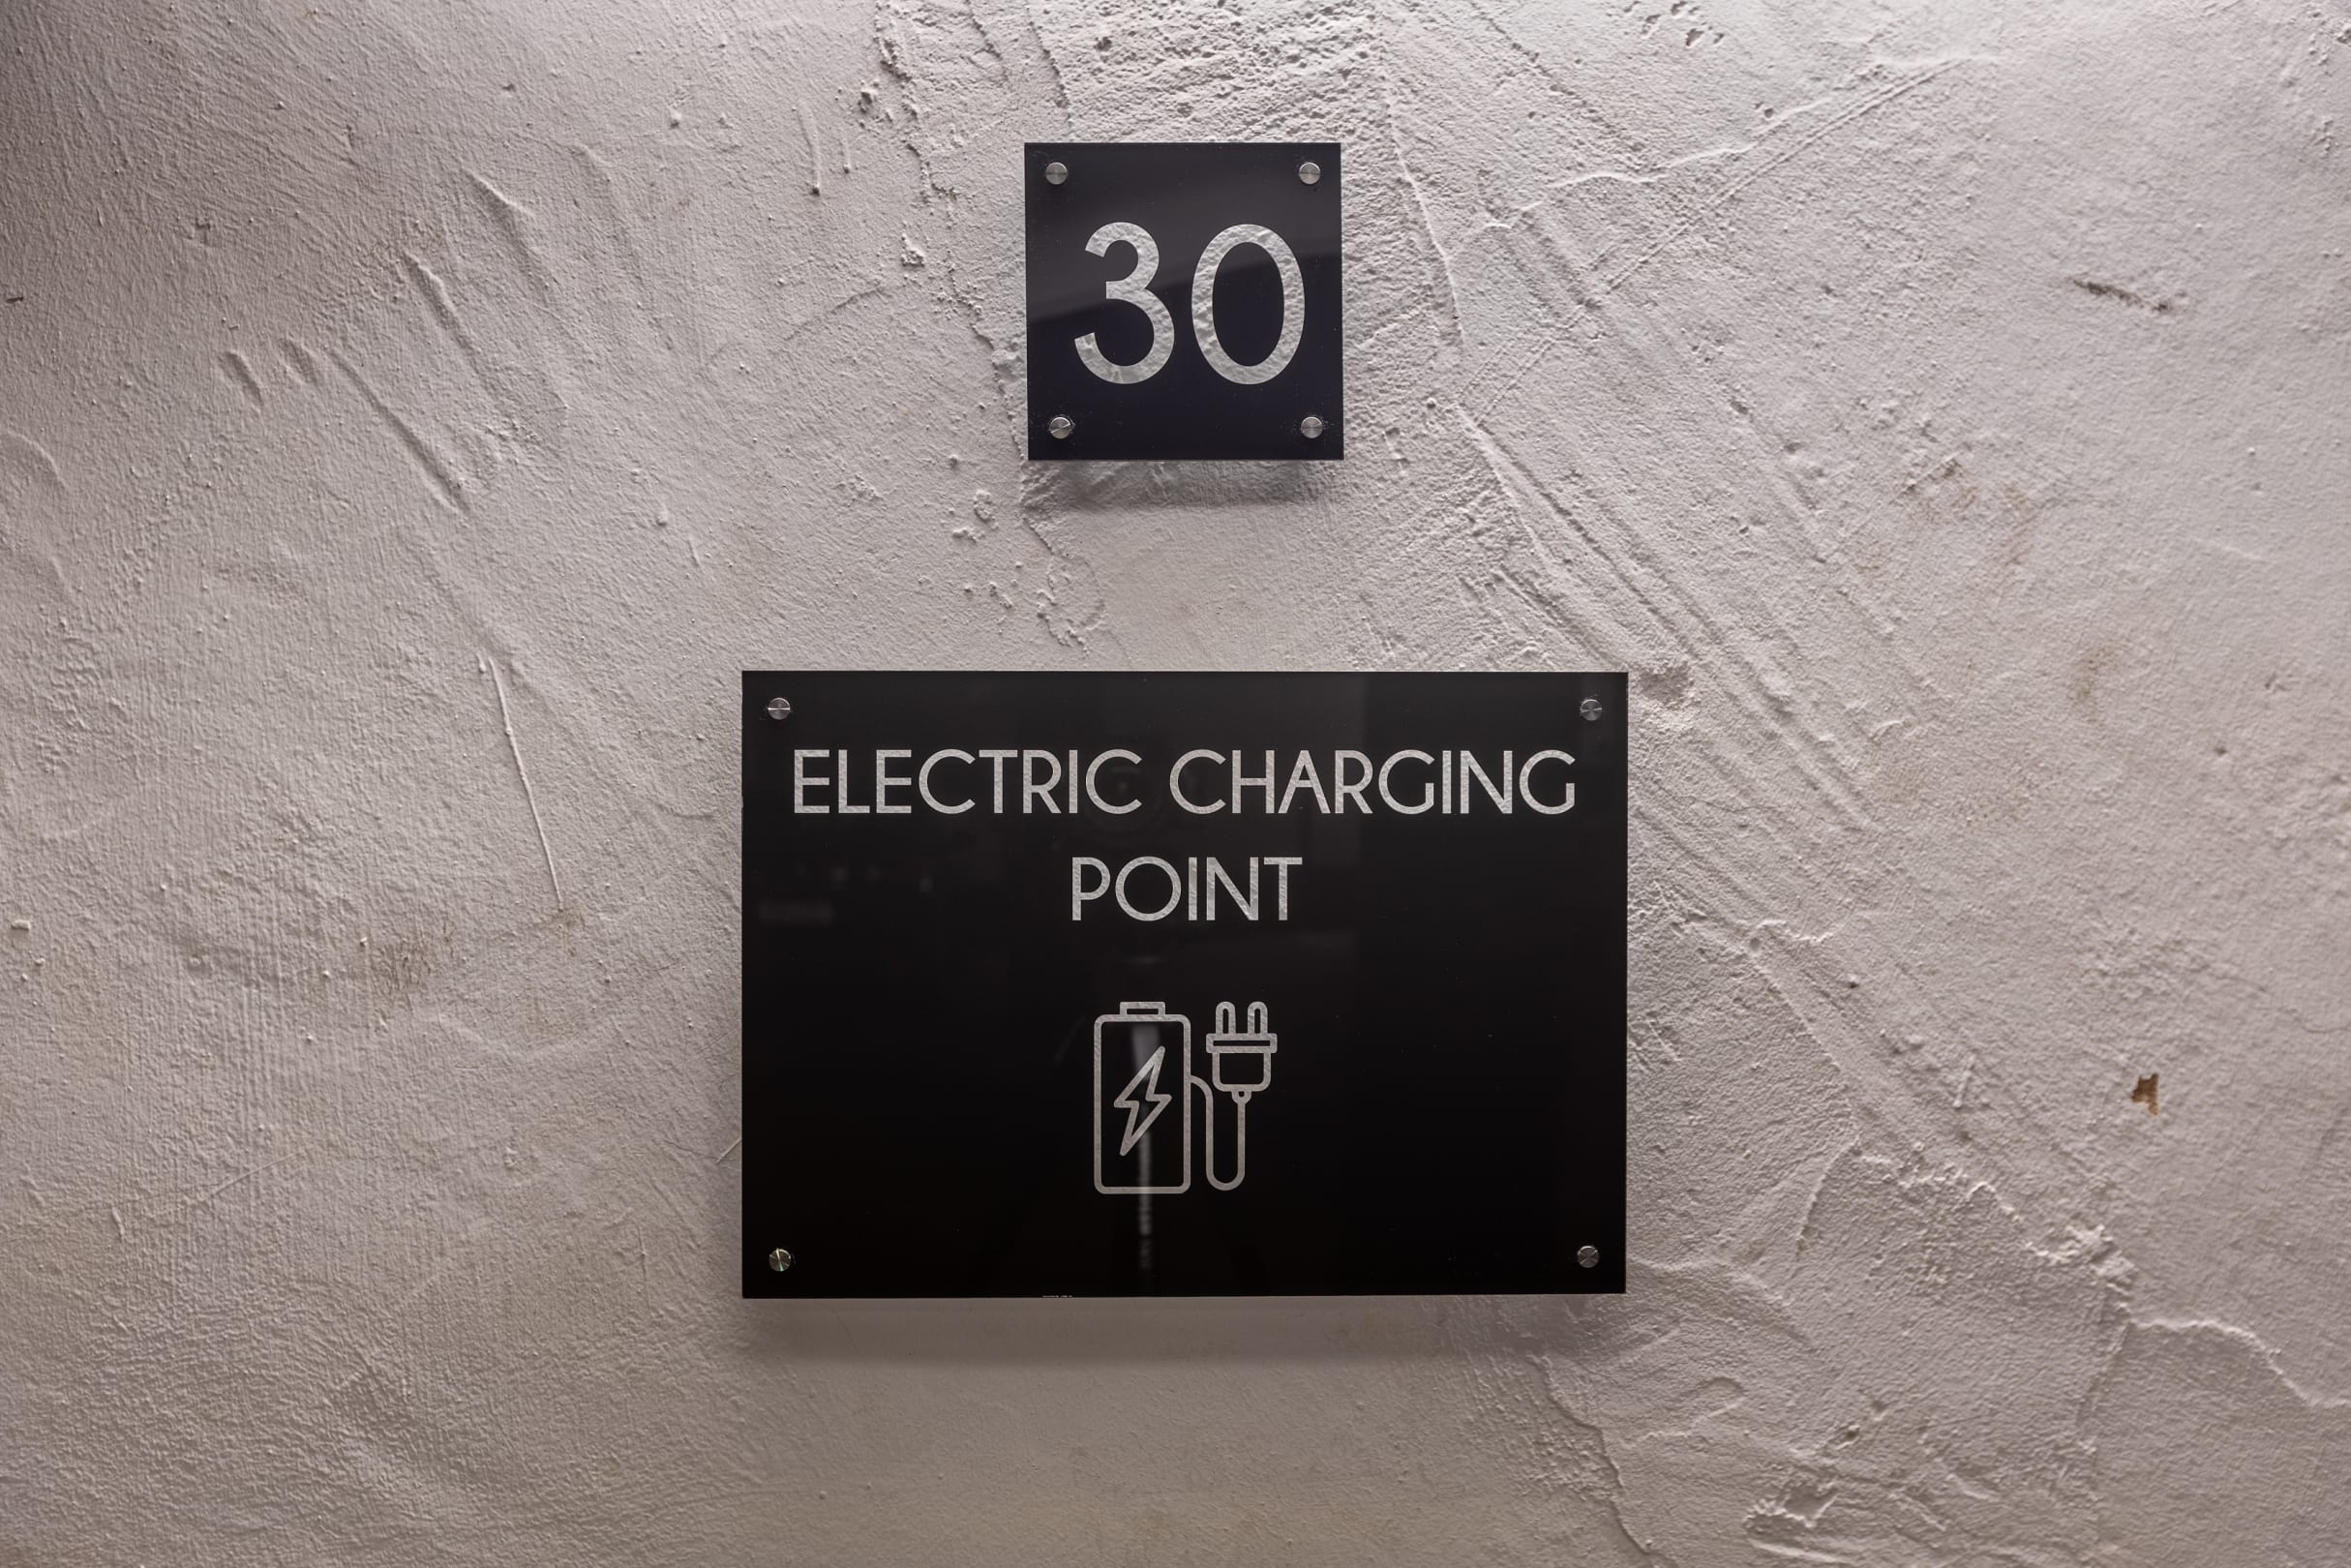 30
ELECTRIC CHARGING
POINT